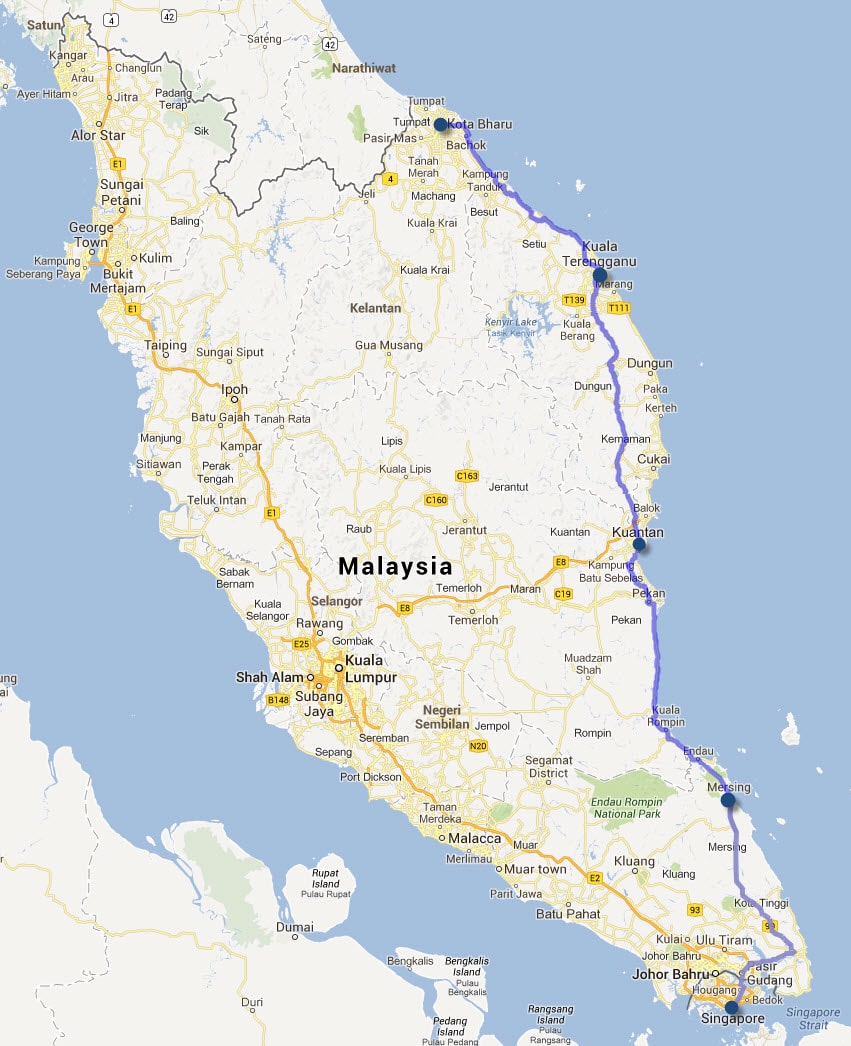 Satun
4
42
Sateng
42
Narathiwat
Kangar
Changlun
Arau
Ayer Hitam
Jitra
Padang
Terap
Sik
Alor Star
Tumpat
Tumpat
Kota Bharu
Pasir Mas
Bachok
Tanah
Merah
Kampung
Tanduk
4
Jeli
Machang
Besut
E1
Sungai
Petani
Baling
Kuala Krai
Setiu
Kuala
Terengganu
George
Town
Kampung
Seberang Paya
Kulim
Bukit
Mertajam
Kuala Krai
Marang
T139
T111
E1
Kelantan
Kenyir Lake
Tasik Kenyir
Kuala
Berang
Taiping
Sungai Siput
Gua Musang
Dungun
Ipoh
Dungun
Paka
Kerteh
Batu Gajah
Tanah Rata
Manjung
Kampar
Lipis
Kemaman
Sitiawan
Perak
Tengah
Kuala Lipis
C163
Cukai
Jerantut
Teluk Intan
E1
C160
Balok
Raub
Jerantut
Kuantan
Kuantan
Malaysia
E8
Kampung
Batu Sebelas
Sabak
Bernam
Temerloh
Maran
C19
Pekan
Kuala
Selangor
Selangor
E8
Temerloh
Pekan
Rawang
E25
Gombak
Muadzam
Shah
Kuala
Lumpur
Shah Alam
Subang
Jaya
B148
Negeri
Sembilan
Jempol
Kuala
Rompin
Rompin
Seremban
N20
Endau
Sepang
Segamat
District
Port Dickson
Mersing
Endau Rompin
National Park
Taman
Merdeka
Malacca
Muar
Mersing
Merlimau
Kluang
Muar town
E2
Kluang
Rupat
Island
Pulau Rupat
Parit Jawa
Batu Pahat
93
Kota Tinggi
Dumai
Kulai
Ulu Tiram
Johor Bahru
Bengkalis
Bengkalis
Island
Pulau
Bengkalis
Johor Bahru
Pasir
Gudang
Hougang
Bedok
Duri
Padang
Island
Pulau
Rangsang
Island
Pulau
Rangsang
Singapore
Singapore
Strait